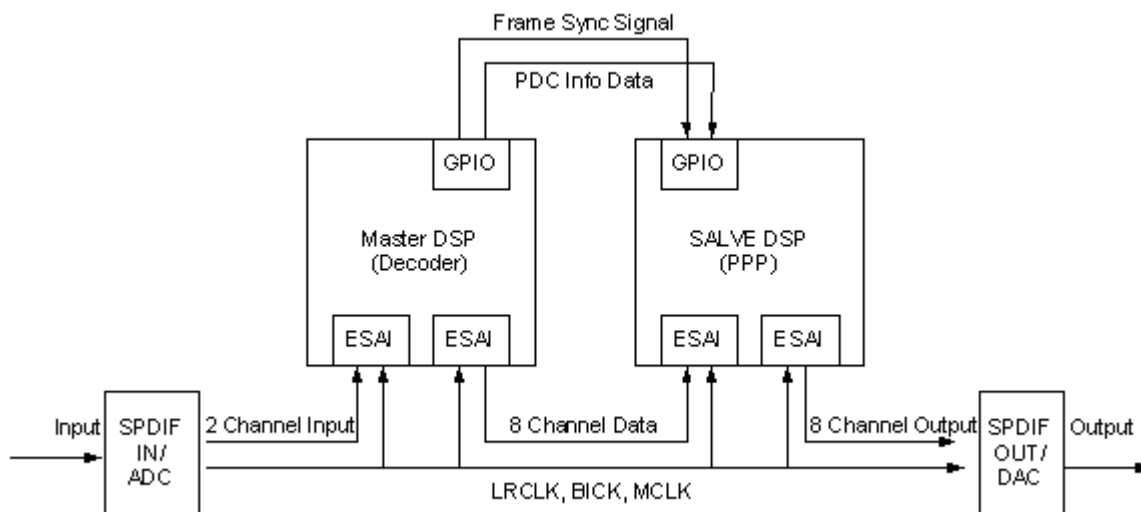 Frame Sync Signal
PDC Info Data
GPIO
GPIO
Master DSP
(Decoder)
SALVE DSP
(PPP)
ESAI
ESAI
ESAI
ESAI
Input
SPDIF
IN/
ADC
2 Channel Input
8 Channel Data
8 Channel Output
SPDIF
OUT/
DAC
Output
LRCLK, BICK, MCLK